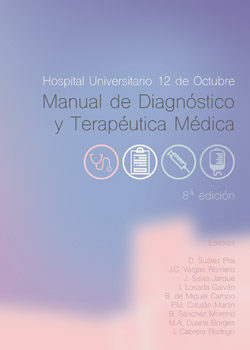 Hospital Universitario 12 de Octubre
Manual de Diagnóstico
y Terapéutica Médica
8ª edición
Editores
D. Suárez Pita
J.C. Vargas Romero
J. Salas Jarque
I. Losada Galván
B. de Miguel Campo
P.M. Catalán Martín
B. Sánchez Moreno
M.A. Duarte Borges
I. Cabrera Rodrigo